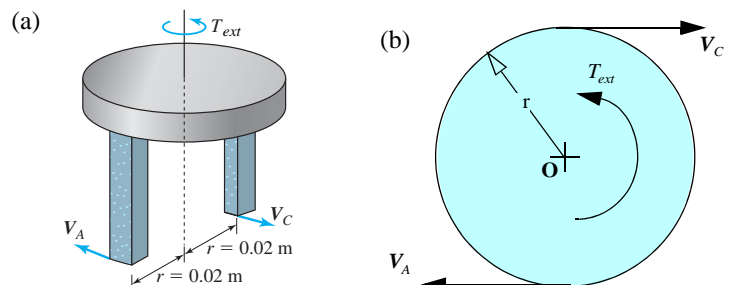 (a)
T_ext
V_A
V_C
r = 0.02 m
r = 0.02 m
(b)
V_C
T_ext
r
O
V_A